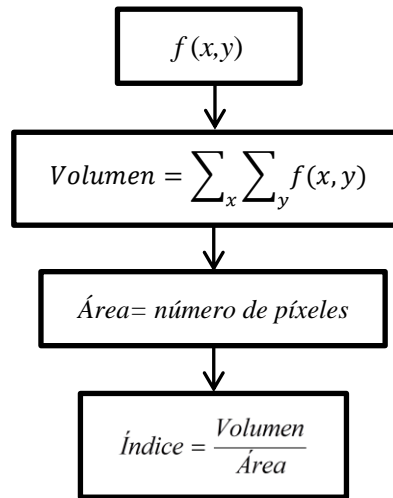 f(x,y)
Volumen = ∑x ∑y f(x, y)
Área= número de píxeles
Índice = Volumen / Área